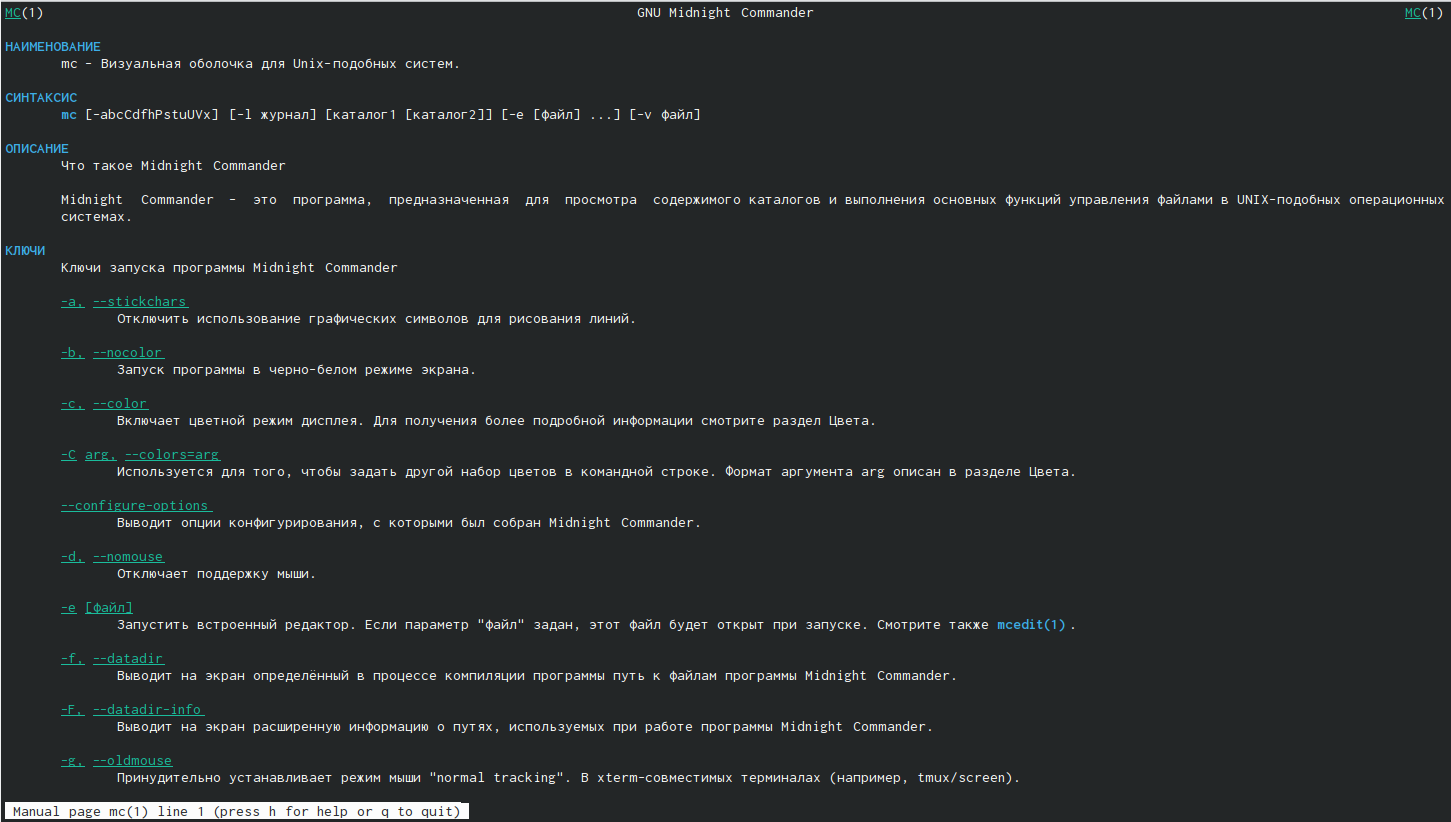 MC(1) GNU Midnight Commander MC(1)
НАИМЕНОВАНИЕ
mc - Визуальная оболочка для Unix-подобных систем.
СИНТАКСИС
mc [-abcCdfhPstuUVx] [-l журнал] [каталог1 [каталог2]] [-e [файл] ...] [-v файл]
ОПИСАНИЕ
Что такое Midnight Commander
Midnight Commander - это программа, предназначенная для просмотра содержимого каталогов и выполнения основных функций управления файлами в UNIX-подобных операционных
системах.
КЛЮЧИ
Ключи запуска программы Midnight Commander
-a, --stickchars
Отключить использование графических символов для рисования линий.
-b, --nocolor
Запуск программы в черно-белом режиме экрана.
-c, --color
Включает цветной режим дисплея. Для получения более подробной информации смотрите раздел Цвета.
-C arg, --colors=arg
Используется для того, чтобы задать другой набор цветов в командной строке. Формат аргумента arg описан в разделе Цвета.
--configure-options
Выводит опции конфигурирования, с которыми был собран Midnight Commander.
-d, --nomouse
Отключает поддержку мыши.
-e [файл]
Запустить встроенный редактор. Если параметр "файл" задан, этот файл будет открыт при запуске. Смотрите также mcedit(1).
-f, --datadir
Выводит на экран определённый в процессе компиляции программы путь к файлам программы Midnight Commander.
-F, --datadir-info
Выводит на экран расширенную информацию о путях, используемых при работе программы Midnight Commander.
-g, --oldmouse
Принудительно устанавливает режим мыши "normal tracking". В xterm-совместимых терминалах (например, tmux/screen).
Manual page mc(1) line 1 (press h for help or q to quit)